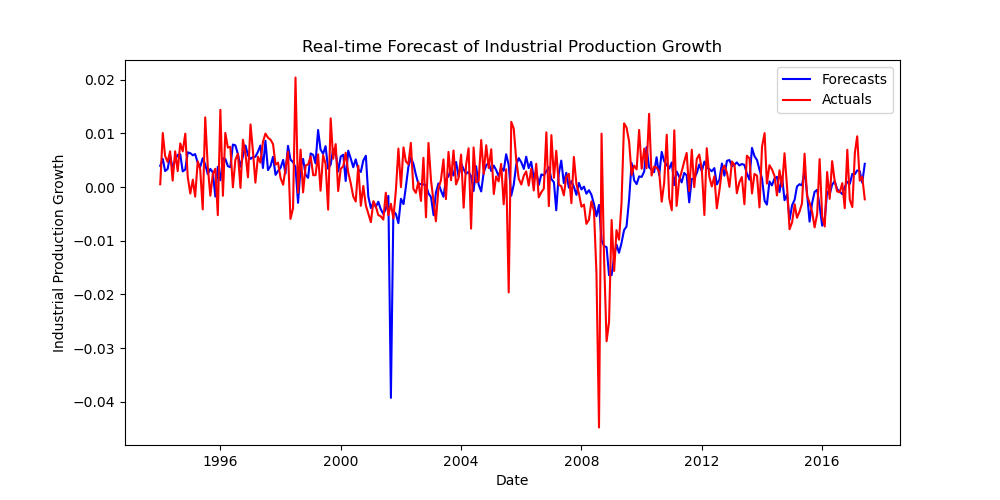 Real-time Forecast of Industrial Production Growth
Forecasts
Actuals
Industrial Production Growth
0.02
0.01
0.00
−0.01
−0.02
−0.03
−0.04
1996
2000
2004
2008
2012
2016
Date